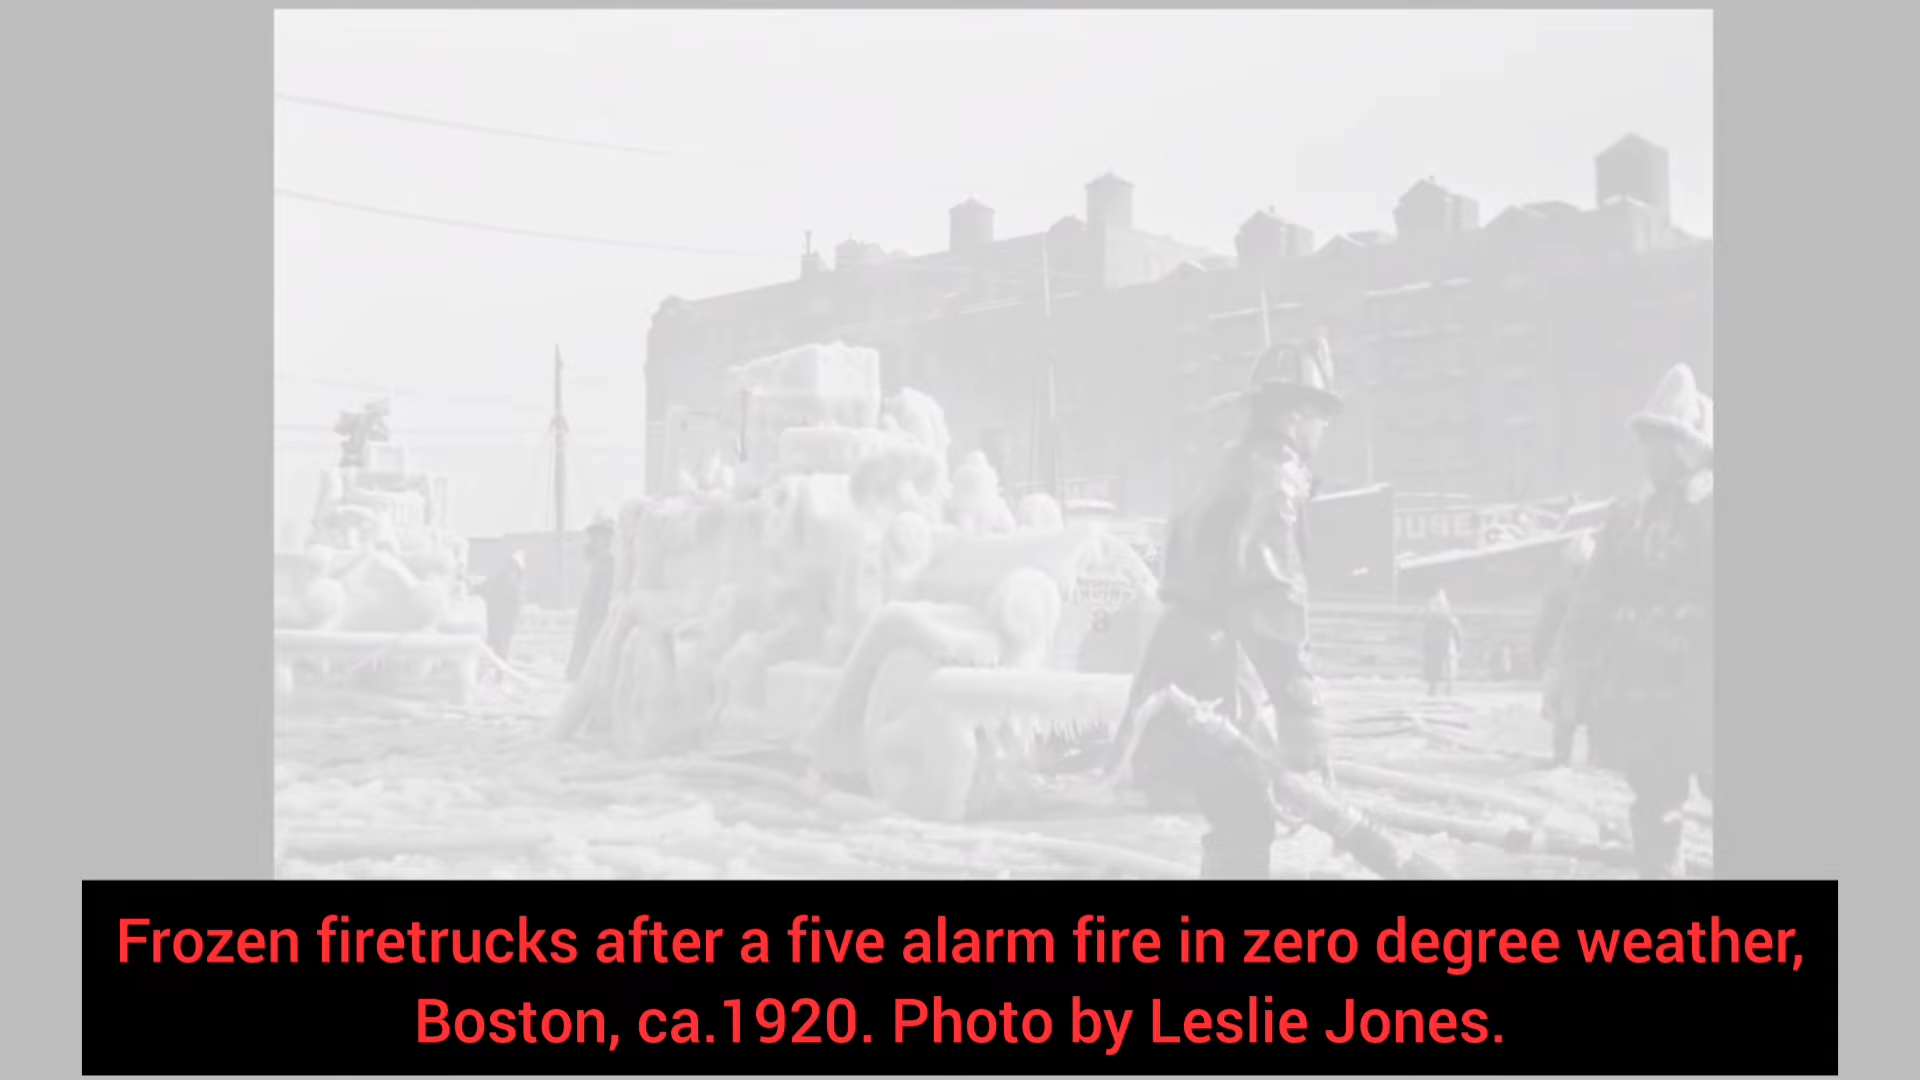 Frozen firetrucks after a five alarm fire in zero degree weather,
Boston, ca.1920. Photo by Leslie Jones.